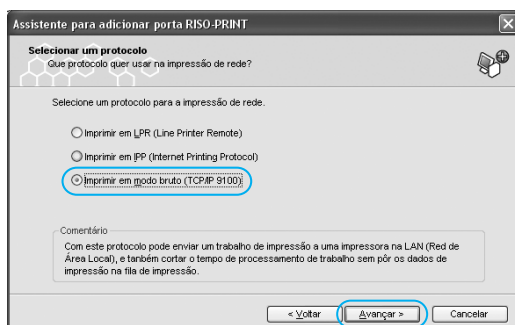 Assistente para adicionar porta RISO-PRINT
Selecionar um protocolo
Que protocolo quer usar na impressão de rede?
Selecione um protocolo para a impressão de rede.
Imprimir em LPR (Line Printer Remote)
Imprimir em IPP (Internet Printing Protocol)
Imprimir em modo bruto (TCP/IP 9100)
Comentário
Com este protocolo pode enviar um trabalho de impressão a uma impressora na LAN (Red de
Área Local), e tanbém cortar o tempo de processamento de trabalho sem pôr os dados de
impressão na fila de impressão.
< Voltar Avançar > Cancelar